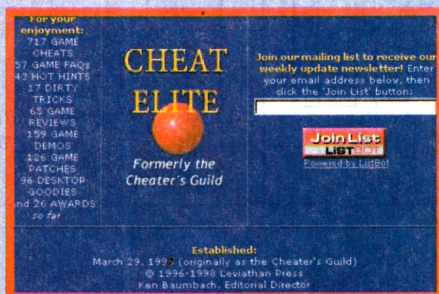 For your
enjoyment:
717 GAME
CHEATS
57 GAME FAQs
42 HOT HINTS
17 DIRTY
TRICKS
65 GAME
REVIEWS
159 GAME
DEMOS
126 GAME
PATCHES
96 DESKTOP
GOODIES
and 26 AWARDS
so far ...
CHEAT
ELITE
Formerly the
Cheater's Guild
Join our mailing list to receive our
weekly update newsletter! Enter
your email address below, then
click the 'Join List' button:
Join List
LISTBOT
Powered by ListBot
Established:
March 29, (originally as the Cheater's Guild)
© 1996-1998 Leviathan Press
Ken Baumbach, Editorial Director